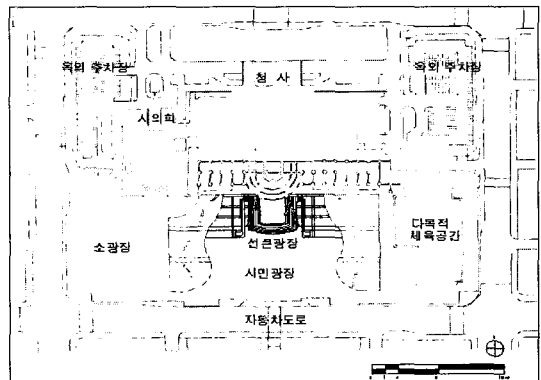 옥외 주차장
청 사
옥외 주차장
시의회
소광장
선큰광장
다목적
체육공간
시민광장
자동차도로